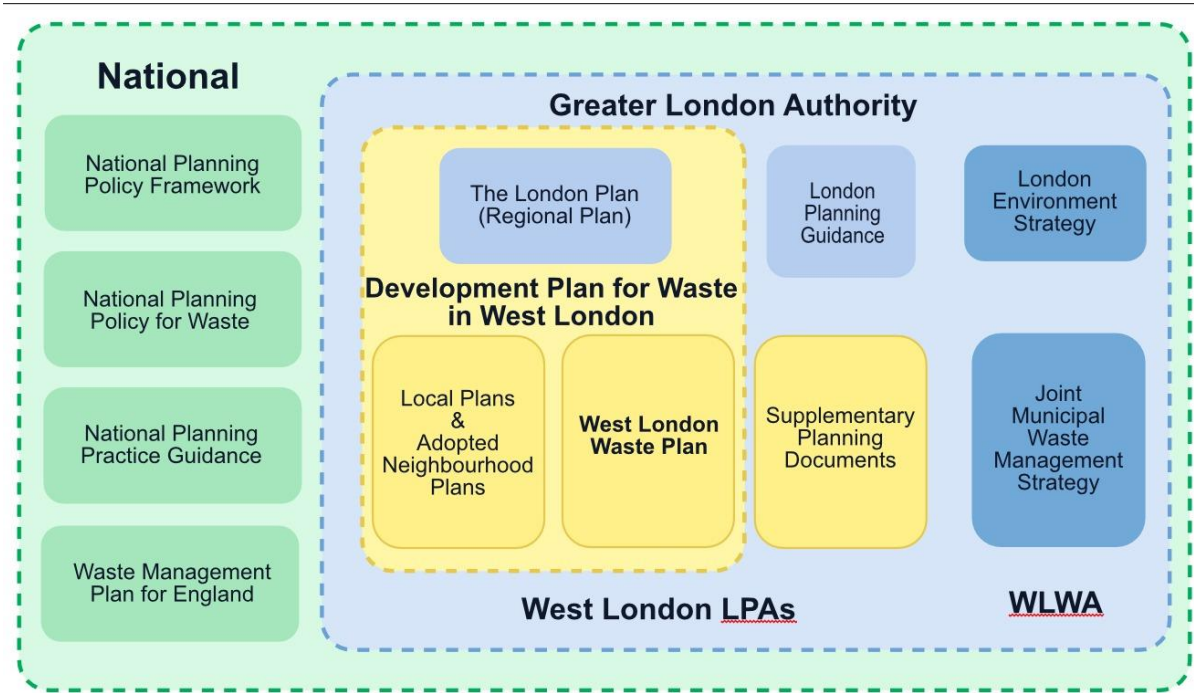 National
National Planning
Policy Framework
National Planning
Policy for Waste
National Planning
Practice Guidance
Waste Management
Plan for England
Greater London Authority
The London Plan
(Regional Plan)
London
Planning
Guidance
London
Environment
Strategy
Development Plan for Waste
in West London
Local Plans
&
Adopted
Neighbourhood
Plans
West London
Waste Plan
Supplementary
Planning
Documents
Joint
Municipal
Waste
Management
Strategy
West London LPAs
WLWA